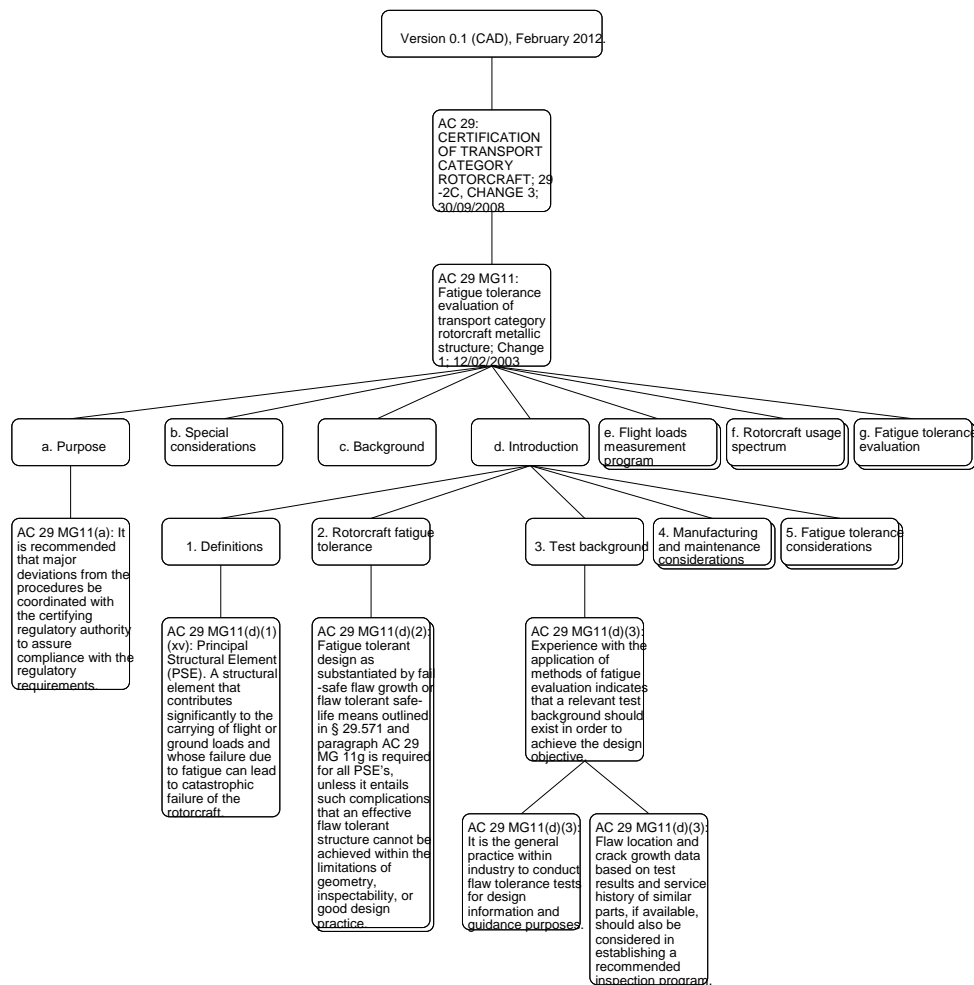 Version 0.1 (CAD), February 2012.
AC 29:
CERTIFICATION
OF TRANSPORT
CATEGORY
ROTORCRAFT; 29
-2C, CHANGE 3;
30/09/2008
AC 29 MG11:
Fatigue tolerance
evaluation of
transport category
rotorcraft metallic
structure; Change
1; 12/02/2003
a. Purpose
b. Special
considerations
c. Background
d. Introduction
e. Flight loads
measurement
program
f. Rotorcraft usage
spectrum
g. Fatigue tolerance
evaluation
AC 29 MG11(a): It
is recommended
that major
deviations from the
procedures be
coordinated with
the certifying
regulatory authority
to assure
compliance with the
regulatory
requirements.
1. Definitions
2. Rotorcraft fatigue
tolerance
3. Test background
4. Manufacturing
and maintenance
considerations
5. Fatigue tolerance
considerations
AC 29 MG11(d)(1)
(xv): Principal
Structural Element
(PSE). A structural
element that
contributes
significantly to the
carrying of flight or
ground loads and
whose failure due
to fatigue can lead
to catastrophic
failure of the
rotorcraft.
AC 29 MG11(d)(2):
Fatigue tolerant
design as
substantiated by fail
-safe flaw growth or
flaw tolerant safe-
life means outlined
in § 29.571 and
paragraph AC 29
MG 11g is required
for all PSE's,
unless it entails
such complications
that an effective
flaw tolerant
structure cannot be
achieved within the
limitations of
geometry,
inspectability, or
good design
practice.
AC 29 MG11(d)(3):
Experience with the
application of
methods of fatigue
evaluation indicates
that a relevant test
background should
exist in order to
achieve the design
objective.
AC 29 MG11(d)(3):
It is the general
practice within
industry to conduct
flaw tolerance tests
for design
information and
guidance purposes.
AC 29 MG11(d)(3):
Flaw location and
crack growth data
based on test
results and service
history of similar
parts, if available,
should also be
considered in
establishing a
recommended
inspection program.